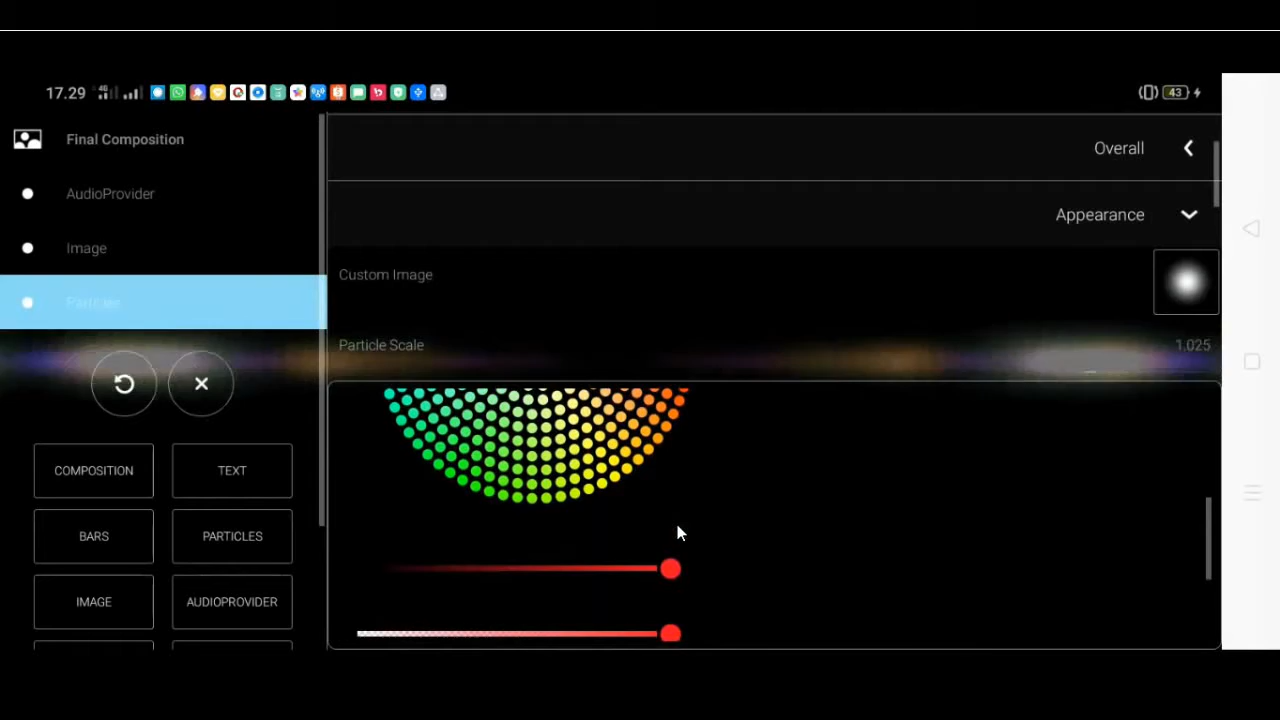 17.29
43
Final Composition
AudioProvider
Image
Particles
COMPOSITION
TEXT
BARS
PARTICLES
IMAGE
AUDIOPROVIDER
Overall
Appearance
Custom Image
Particle Scale
1.025